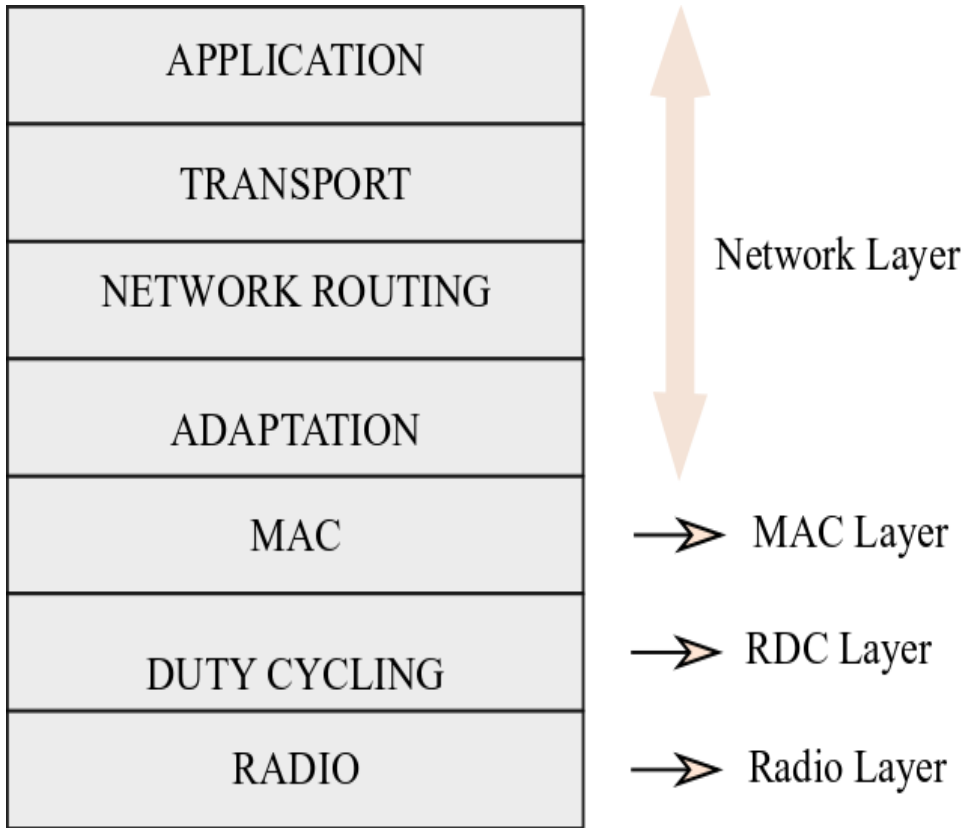 APPLICATION
TRANSPORT
NETWORK ROUTING
ADAPTATION
MAC
DUTY CYCLING
RADIO
Network Layer
MAC Layer
RDC Layer
Radio Layer